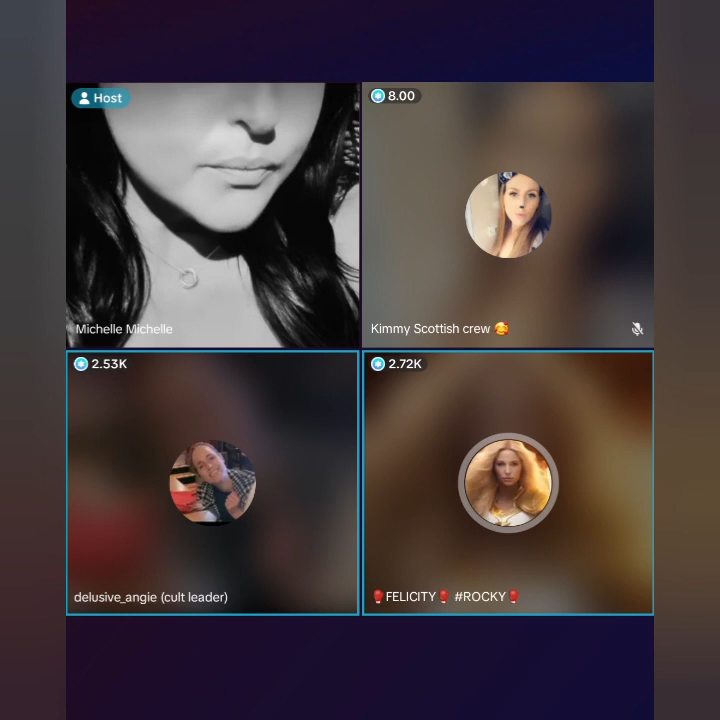 Host
8.00
Michelle Michelle
Kimmy Scottish crew 🥰
2.53K
2.72K
delusive_angie (cult leader)
🥊FELICITY🥊 #ROCKY🥊